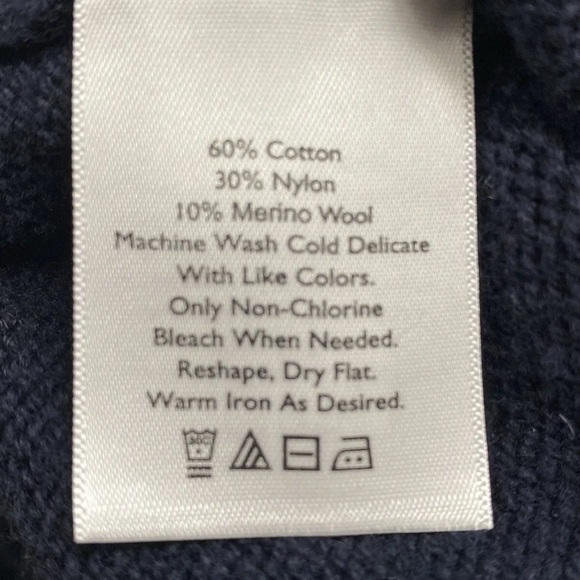 60% Cotton
30% Nylon
10% Merino Wool
Machine Wash Cold Delicate
With Like Colors.
Only Non-Chlorine
Bleach When Needed.
Reshape, Dry Flat.
Warm Iron As Desired.
30C